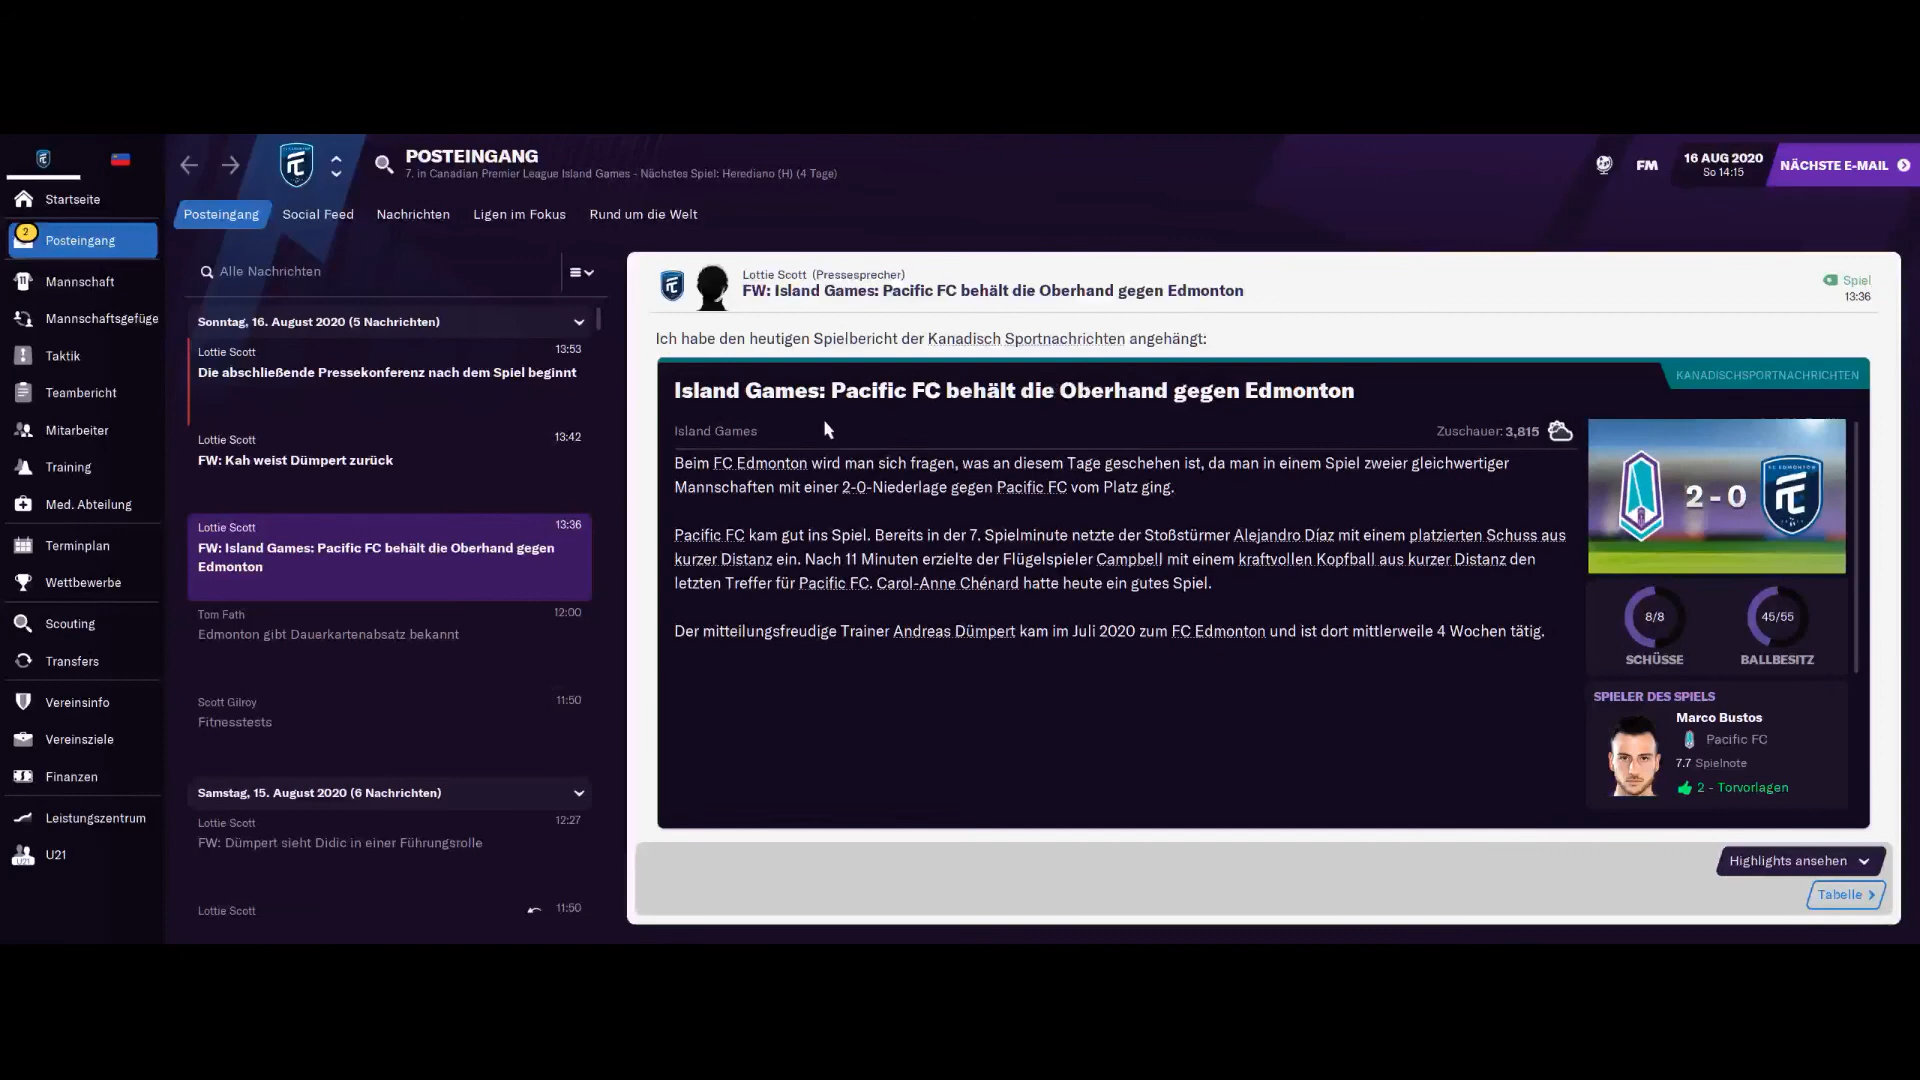 POSTEINGANG
7. in Canadian Premier League Island Games - Nächstes Spiel: Herediano (H) (4 Tage)
FM
16 AUG 2020
So 14:15
NÄCHSTE E-MAIL
Startseite
2
Posteingang
Mannschaft
Mannschaftsgefüge
Taktik
Teambericht
Mitarbeiter
Training
Med. Abteilung
Terminplan
Wettbewerbe
Scouting
Transfers
Vereinsinfo
Vereinsziele
Finanzen
Leistungszentrum
U21
Posteingang
Social Feed
Nachrichten
Ligen im Fokus
Rund um die Welt
Alle Nachrichten
Sonntag, 16. August 2020 (5 Nachrichten)
Lottie Scott 13:53
Die abschließende Pressekonferenz nach dem Spiel beginnt
Lottie Scott 13:42
FW: Kah weist Dümpert zurück
Lottie Scott 13:36
FW: Island Games: Pacific FC behält die Oberhand gegen
Edmonton
Tom Fath 12:00
Edmonton gibt Dauerkartenabsatz bekannt
Scott Gilroy 11:50
Fitnesstests
Samstag, 15. August 2020 (6 Nachrichten)
Lottie Scott 12:27
FW: Dümpert sieht Didic in einer Führungsrolle
Lottie Scott 11:50
Lottie Scott (Pressesprecher)
FW: Island Games: Pacific FC behält die Oberhand gegen Edmonton
Spiel
13:36
Ich habe den heutigen Spielbericht der Kanadisch Sportnachrichten angehängt:
KANADISCHSPORTNACHRICHTEN
Island Games: Pacific FC behält die Oberhand gegen Edmonton
Island Games
Zuschauer: 3,815
Beim FC Edmonton wird man sich fragen, was an diesem Tage geschehen ist, da man in einem Spiel zweier gleichwertiger
Mannschaften mit einer 2-0-Niederlage gegen Pacific FC vom Platz ging.
Pacific FC kam gut ins Spiel. Bereits in der 7. Spielminute netzte der Stoßstürmer Alejandro Díaz mit einem platzierten Schuss aus
kurzer Distanz ein. Nach 11 Minuten erzielte der Flügelspieler Campbell mit einem kraftvollen Kopfball aus kurzer Distanz den
letzten Treffer für Pacific FC. Carol-Anne Chénard hatte heute ein gutes Spiel.
Der mitteilungsfreudige Trainer Andreas Dümpert kam im Juli 2020 zum FC Edmonton und ist dort mittlerweile 4 Wochen tätig.
2 - 0
8/8
SCHÜSSE
45/55
BALLBESITZ
SPIELER DES SPIELS
Marco Bustos
Pacific FC
7.7 Spielnote
2 - Torvorlagen
Highlights ansehen
Tabelle